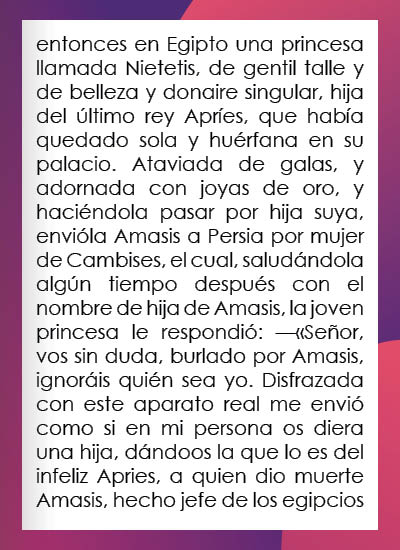 entonces en Egipto una princesa
llamada Nietetis, de gentil talle y
de belleza y donaire singular, hija
del último rey Apríes, que había
quedado sola y huérfana en su
palacio. Ataviada de galas, y
adornada con joyas de oro, y
haciéndola pasar por hija suya,
envióla Amasis a Persia por mujer
de Cambises, el cual, saludándola
algún tiempo después con el
nombre de hija de Amasis, la joven
princesa le respondió: —«Señor,
vos sin duda, burlado por Amasis,
ignoráis quién sea yo. Disfrazada
con este aparato real me envió
como si en mi persona os diera
una hija, dándoos la que lo es del
infeliz Apries, a quien dio muerte
Amasis, hecho jefe de los egipcios